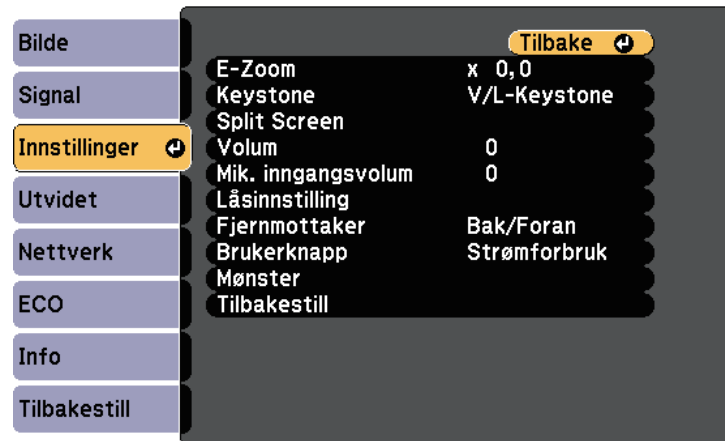 Bilde
Signal
Innstillinger
Utvidet
Nettverk
ECO
Info
Tilbakestill
Tilbake
E-Zoom x 0,0
Keystone V/L-Keystone
Split Screen
Volum 0
Mik. inngangsvolum 0
Låsinnstilling
Fjernmottaker Bak/Foran
Brukerknapp Strømforbruk
Mønster
Tilbakestill